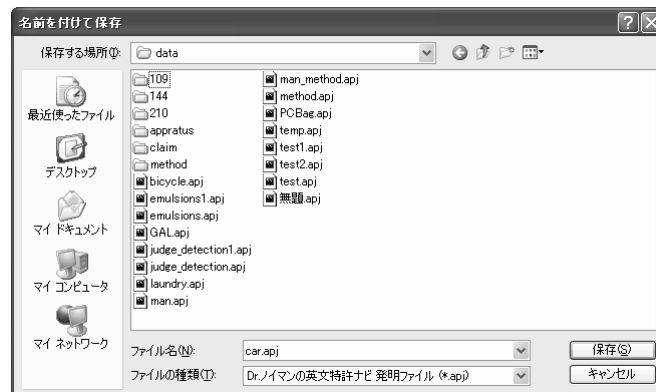 名前を付けて保存
保存する場所(I):
data
最近使ったファイル
デスクトップ
マイ ドキュメント
マイ コンピュータ
マイ ネットワーク
109
144
210
appratus
claim
method
bicycle.apj
emulsions1.apj
emulsions.apj
GAL.apj
judge_detection1.apj
judge_detection.apj
laundry.apj
man.apj
man_method.apj
method.apj
PCBag.apj
temp.apj
test1.apj
test2.apj
test.apj
無題.apj
ファイル名(N):
car.apj
保存(S)
ファイルの種類(T):
Dr.ノイマンの英文特許ナビ 発明ファイル (*.apj)
キャンセル